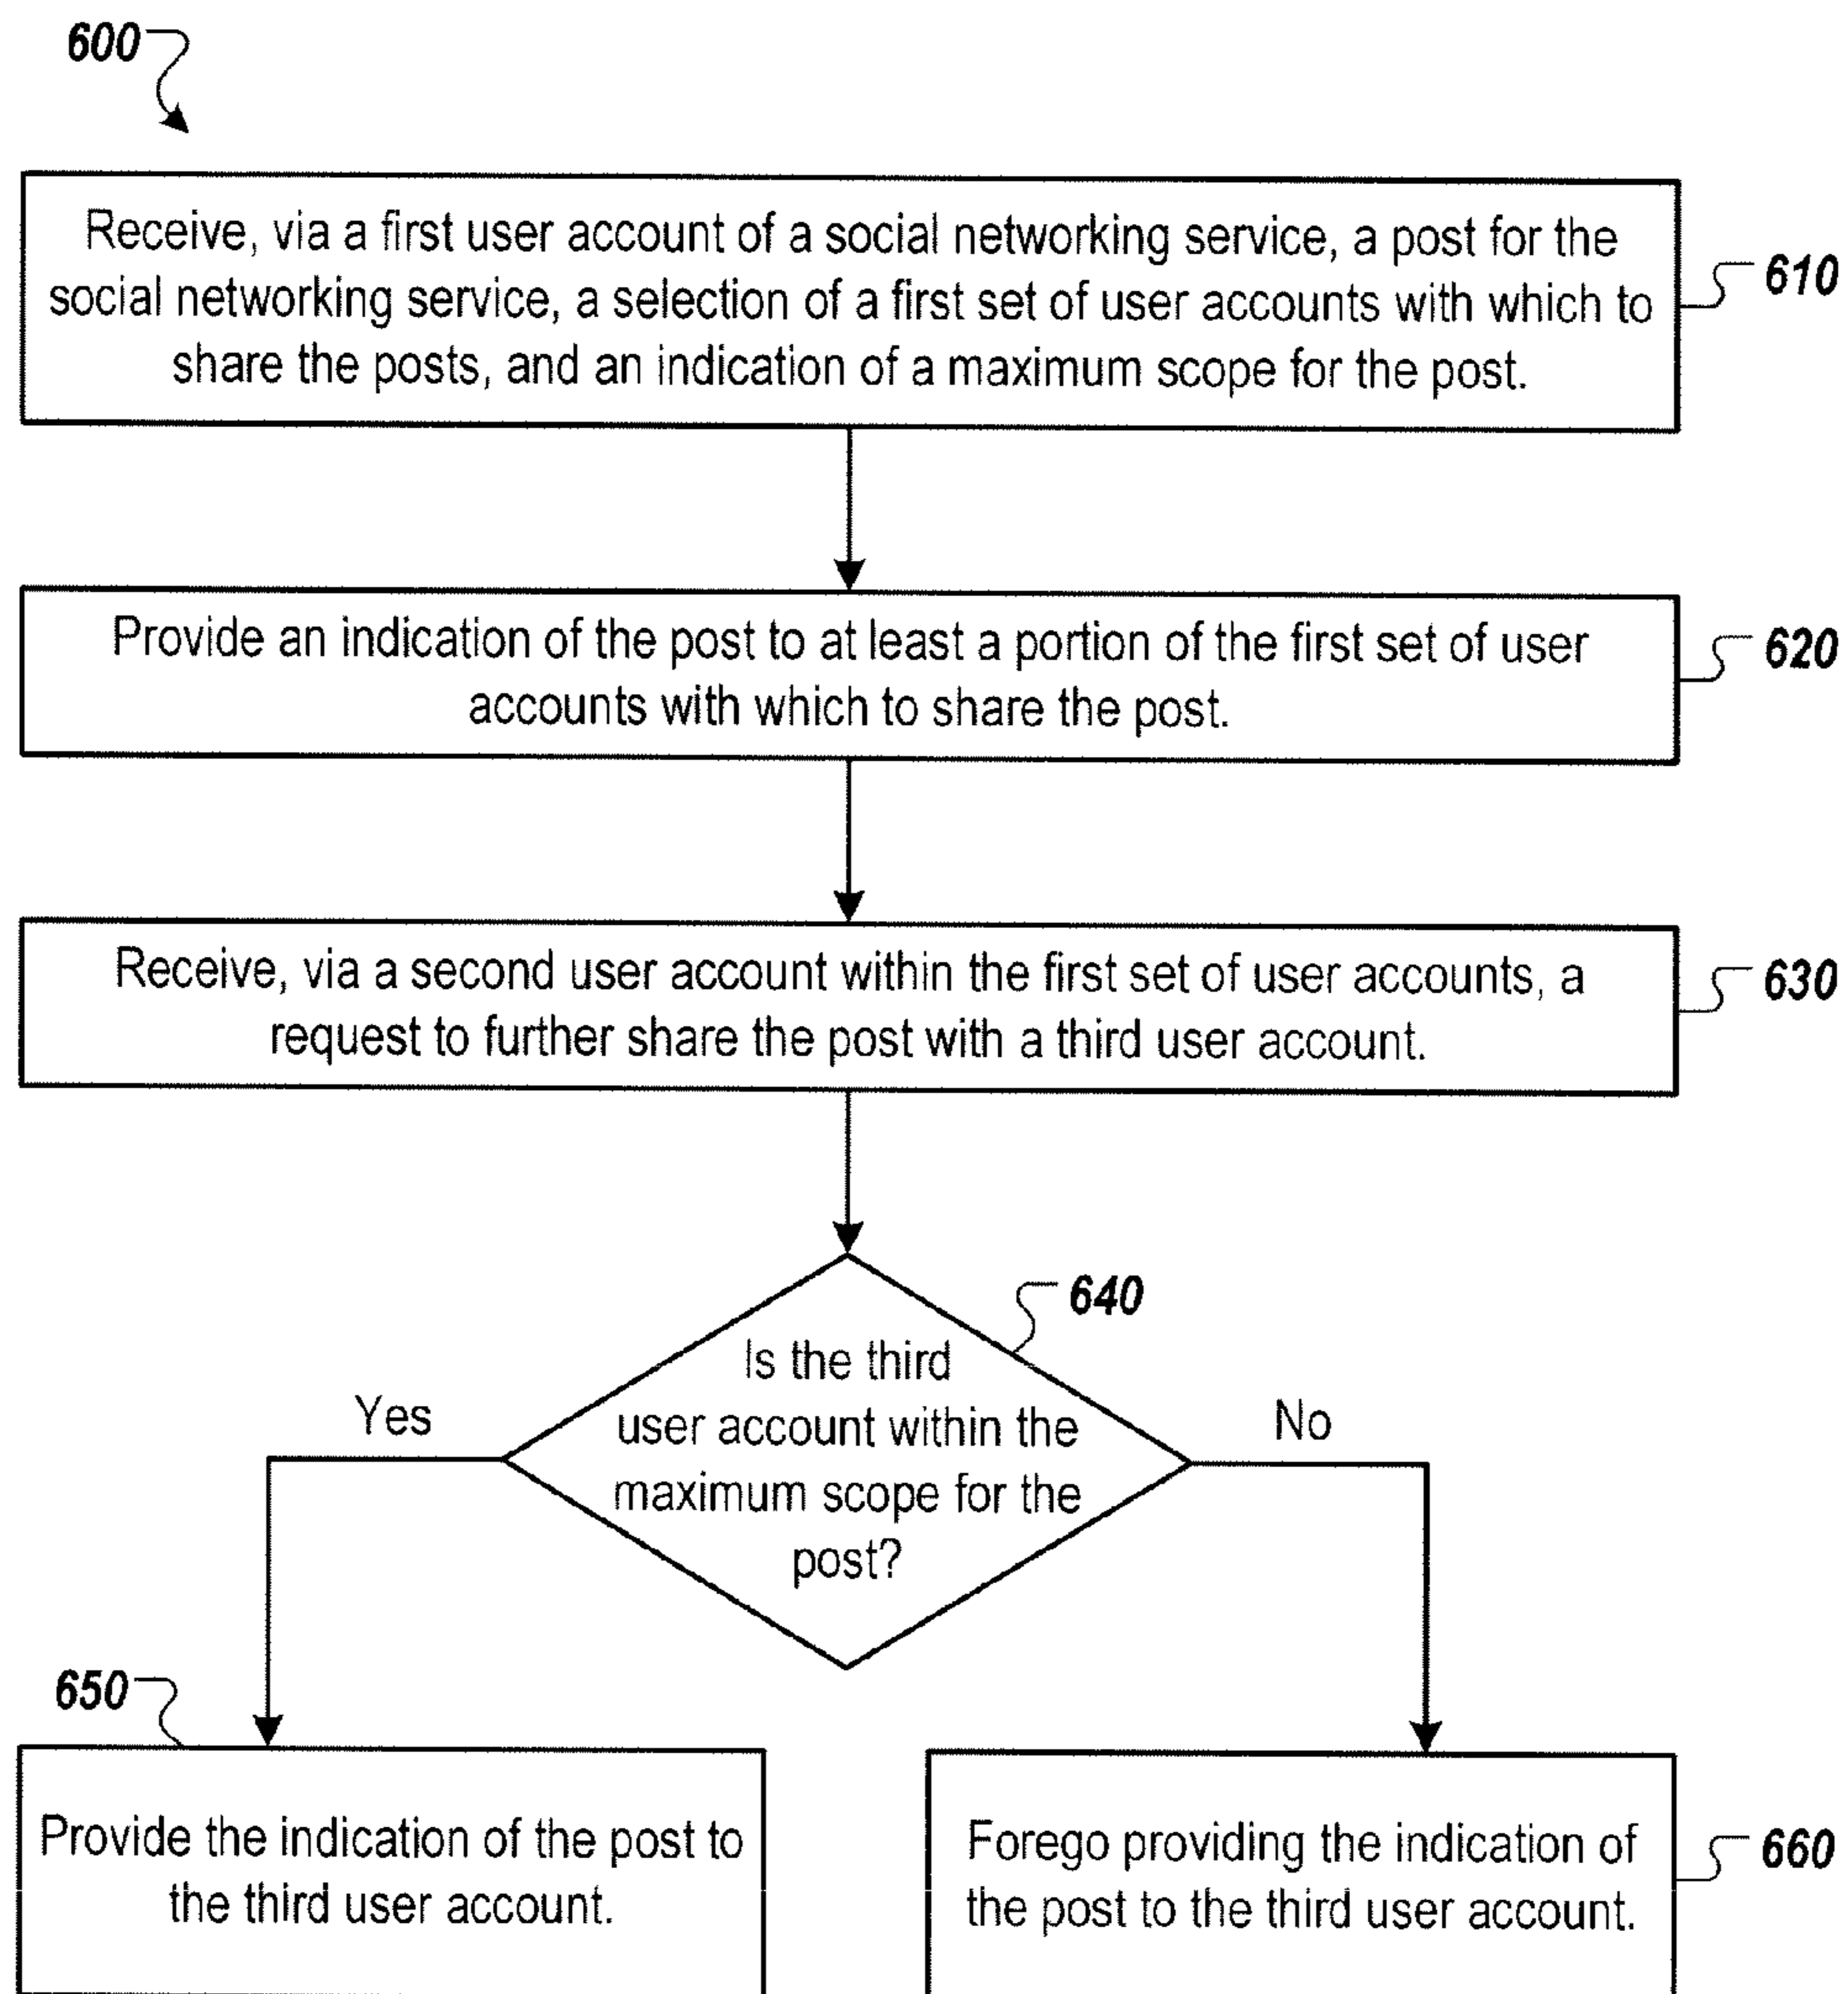 600
Receive, via a first user account of a social networking service, a post for the
social networking service, a selection of a first set of user accounts with which to
share the posts, and an indication of a maximum scope for the post.
610
Provide an indication of the post to at least a portion of the first set of user
accounts with which to share the post.
620
Receive, via a second user account within the first set of user accounts, a
request to further share the post with a third user account.
630
640
Is the third
user account within the
maximum scope for the
post?
Yes
No
650
Provide the indication of the post to
the third user account.
Forego providing the indication of
the post to the third user account.
660